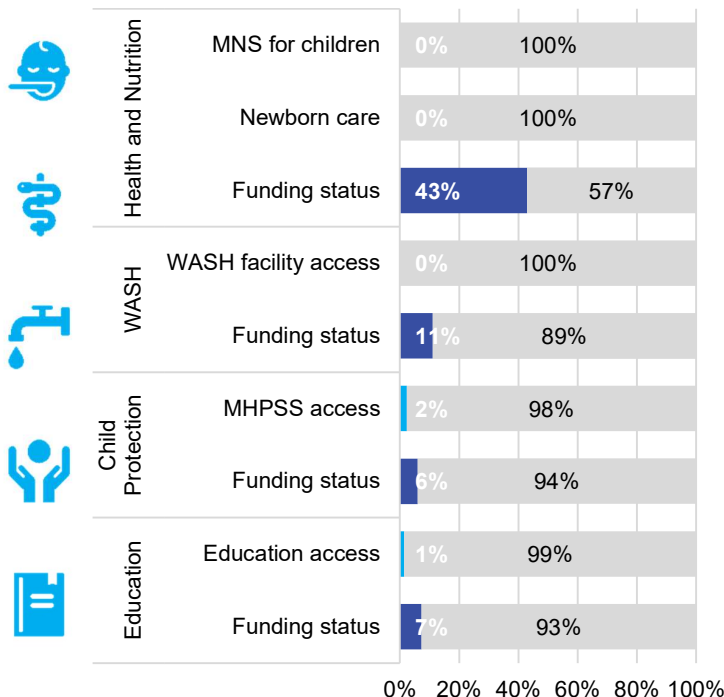 Health and Nutrition
MNS for children 0% 100%
Newborn care 0% 100%
Funding status 43% 57%
WASH
WASH facility access 0% 100%
Funding status 11% 89%
Child
Protection
MHPSS access 2% 98%
Funding status 6% 94%
Education
Education access 1% 99%
Funding status 7% 93%
0% 20% 40% 60% 80% 100%